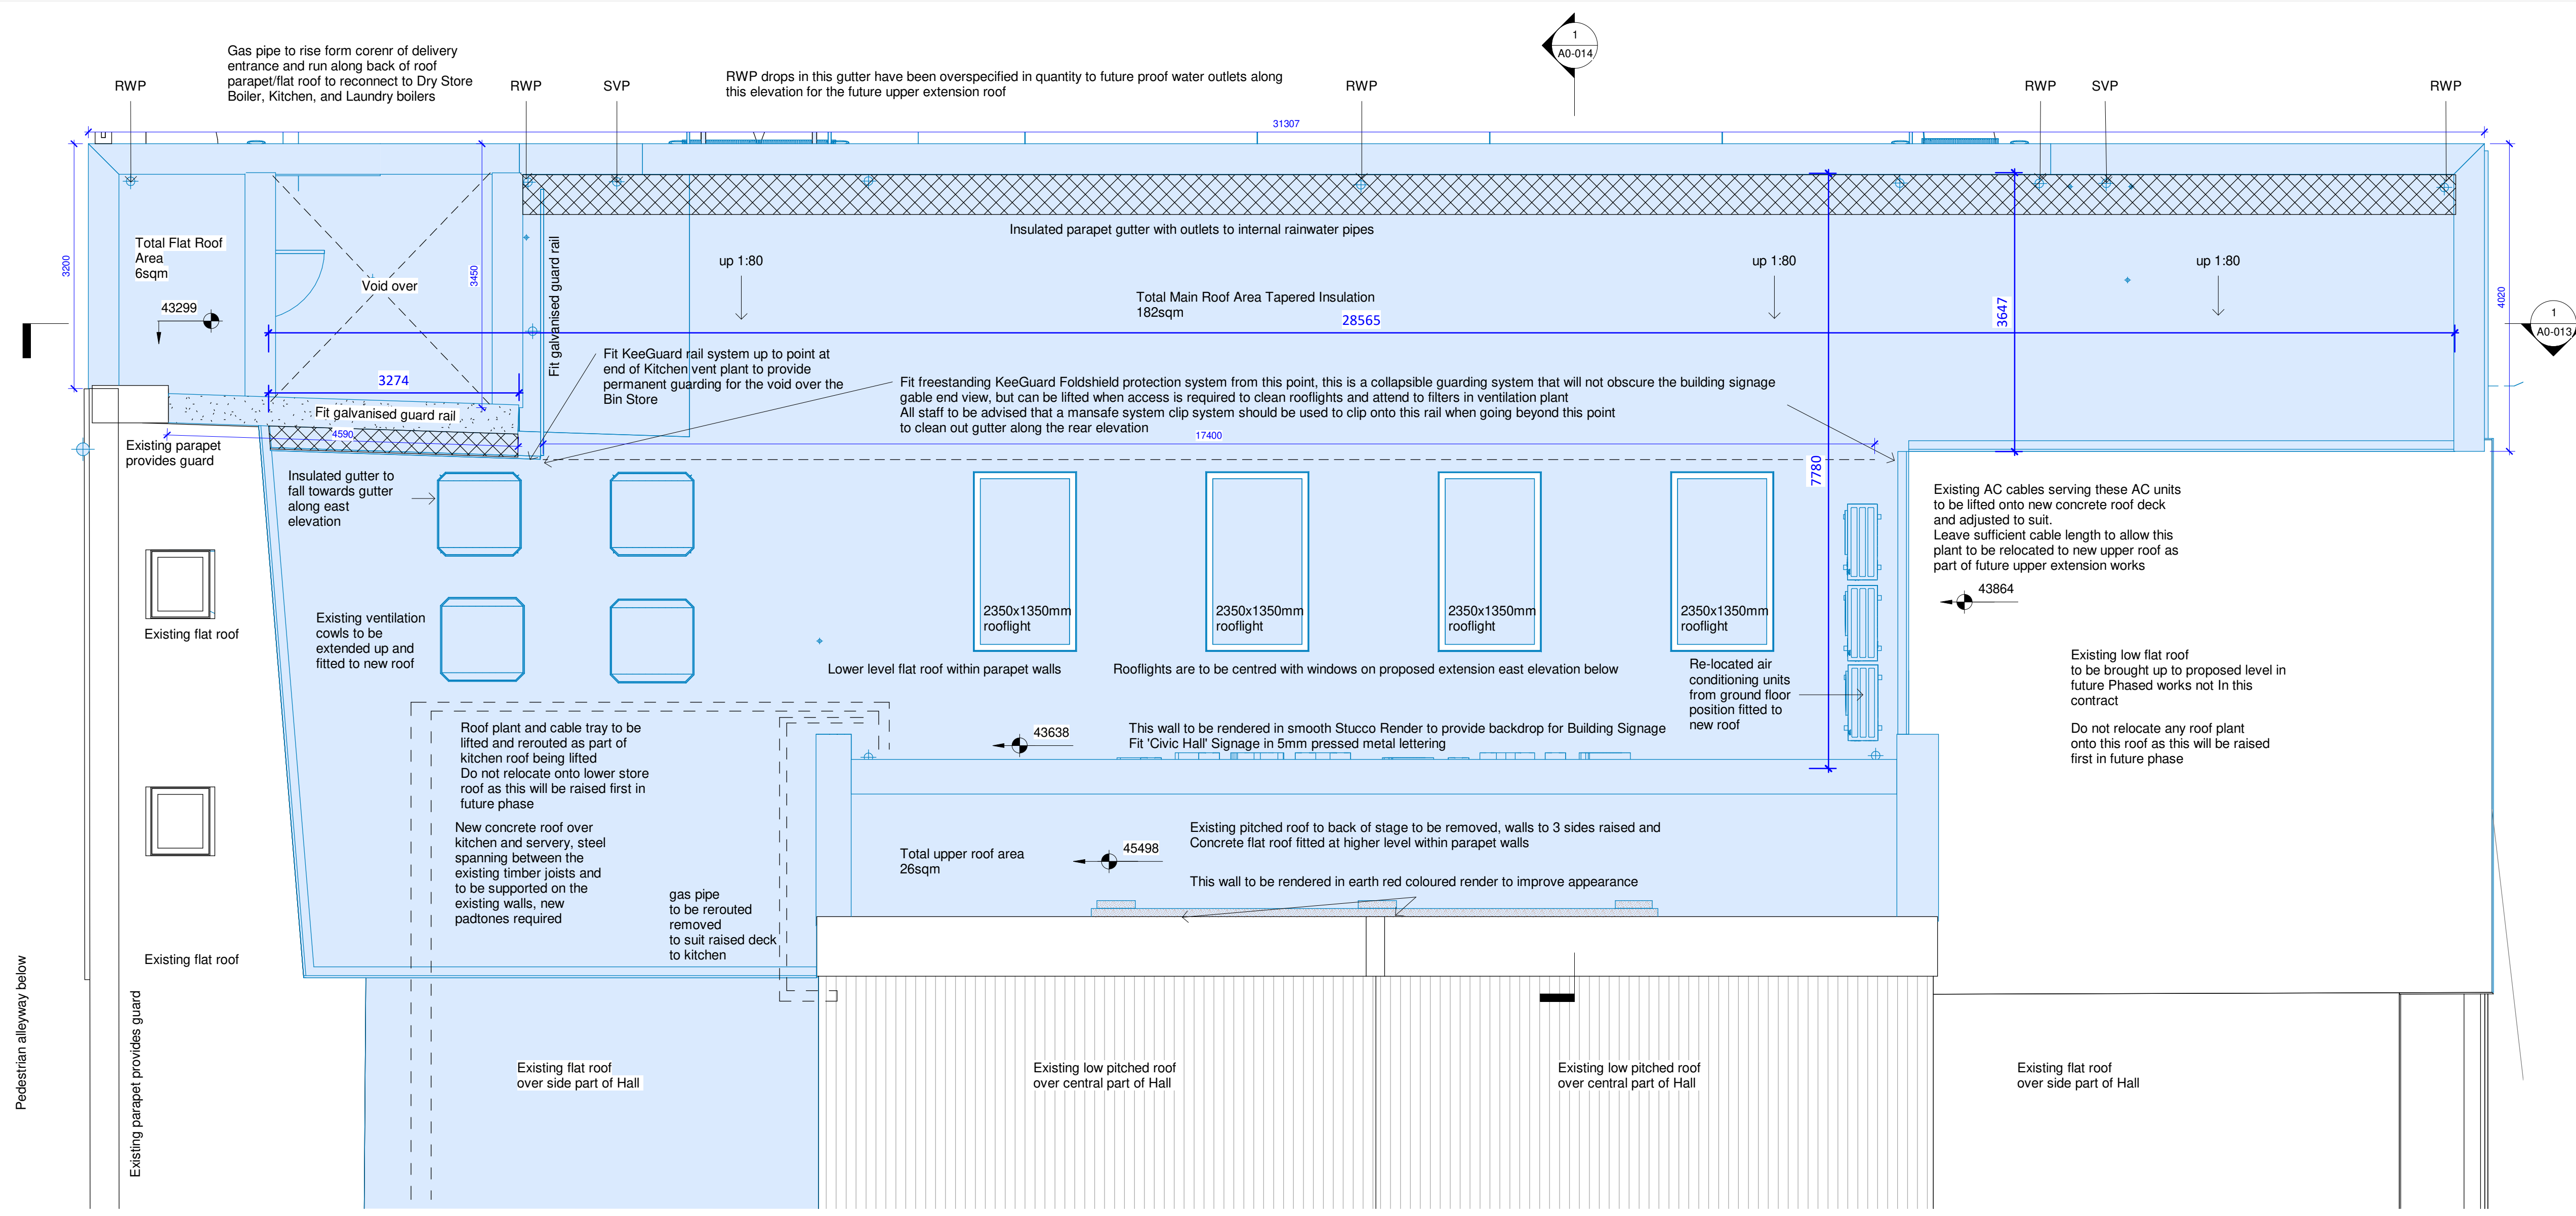 1
A0-014
Gas pipe to rise form corenr of delivery
entrance and run along back of roof
parapet/flat roof to reconnect to Dry Store
Boiler, Kitchen, and Laundry boilers
RWP drops in this gutter have been overspecified in quantity to future proof water outlets along
this elevation for the future upper extension roof
RWP
RWP
SVP
RWP
RWP
SVP
RWP
31307
Insulated parapet gutter with outlets to internal rainwater pipes
Total Flat Roof
Area
6sqm
43299
3200
Void over
3450
Fit galvanised guard rail
up 1:80
up 1:80
up 1:80
Total Main Roof Area Tapered Insulation
182sqm
28565
3647
4020
1
A0-013
3274
Fit galvanised guard rail
4590
Fit KeeGuard rail system up to point at
end of Kitchen vent plant to provide
permanent guarding for the void over the
Bin Store
Fit freestanding KeeGuard Foldshield protection system from this point, this is a collapsible guarding system that will not obscure the building signage
gable end view, but can be lifted when access is required to clean rooflights and attend to filters in ventilation plant
All staff to be advised that a mansafe system clip system should be used to clip onto this rail when going beyond this point
to clean out gutter along the rear elevation
17400
7780
Existing parapet
provides guard
Insulated gutter to
fall towards gutter
along east
elevation
Existing AC cables serving these AC units
to be lifted onto new concrete roof deck
and adjusted to suit.
Leave sufficient cable length to allow this
plant to be relocated to new upper roof as
part of future upper extension works
43864
Existing flat roof
Existing ventilation
cowls to be
extended up and
fitted to new roof
2350x1350mm
rooflight
2350x1350mm
rooflight
2350x1350mm
rooflight
2350x1350mm
rooflight
Lower level flat roof within parapet walls
Rooflights are to be centred with windows on proposed extension east elevation below
Re-located air
conditioning units
from ground floor
position fitted to
new roof
Existing low flat roof
to be brought up to proposed level in
future Phased works not In this
contract
Do not relocate any roof plant
onto this roof as this will be raised
first in future phase
Roof plant and cable tray to be
lifted and rerouted as part of
kitchen roof being lifted
Do not relocate onto lower store
roof as this will be raised first in
future phase
43638
This wall to be rendered in smooth Stucco Render to provide backdrop for Building Signage
Fit 'Civic Hall' Signage in 5mm pressed metal lettering
New concrete roof over
kitchen and servery, steel
spanning between the
existing timber joists and
to be supported on the
existing walls, new
padtones required
gas pipe
to be rerouted
removed
to suit raised deck
to kitchen
Total upper roof area
26sqm
45498
Existing pitched roof to back of stage to be removed, walls to 3 sides raised and
Concrete flat roof fitted at higher level within parapet walls
This wall to be rendered in earth red coloured render to improve appearance
Existing flat roof
Pedestrian alleyway below
Existing parapet provides guard
Existing flat roof
over side part of Hall
Existing low pitched roof
over central part of Hall
Existing low pitched roof
over central part of Hall
Existing flat roof
over side part of Hall